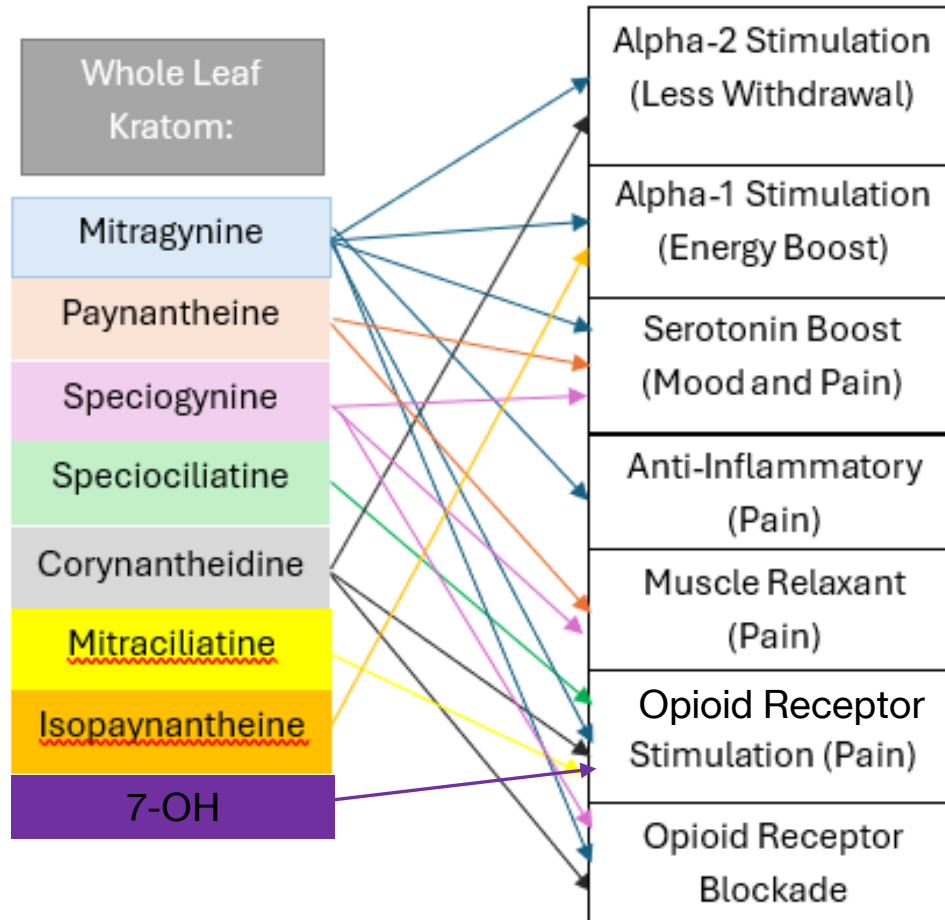 Whole Leaf
Kratom:
Mitragynine
Paynantheine
Speciogynine
Speciociliatine
Corynantheidine
Mitraciliatine
Isopaynantheine
7-OH
Alpha-2 Stimulation
(Less Withdrawal)
Alpha-1 Stimulation
(Energy Boost)
Serotonin Boost
(Mood and Pain)
Anti-Inflammatory
(Pain)
Muscle Relaxant
(Pain)
Opioid Receptor
Stimulation (Pain)
Opioid Receptor
Blockade